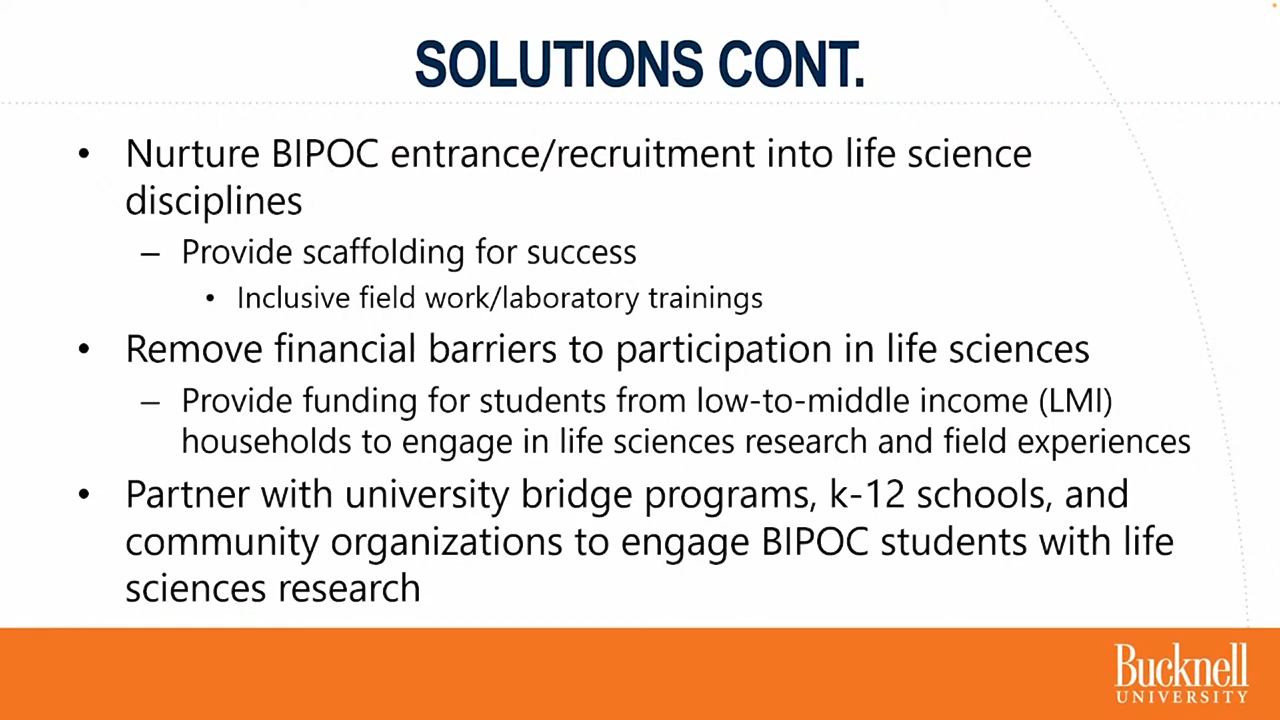 SOLUTIONS CONT.
• Nurture BIPOC entrance/recruitment into life science
disciplines
– Provide scaffolding for success
• Inclusive field work/laboratory trainings
• Remove financial barriers to participation in life sciences
– Provide funding for students from low-to-middle income (LMI)
households to engage in life sciences research and field experiences
• Partner with university bridge programs, k-12 schools, and
community organizations to engage BIPOC students with life
sciences research
Bucknell
UNIVERSITY